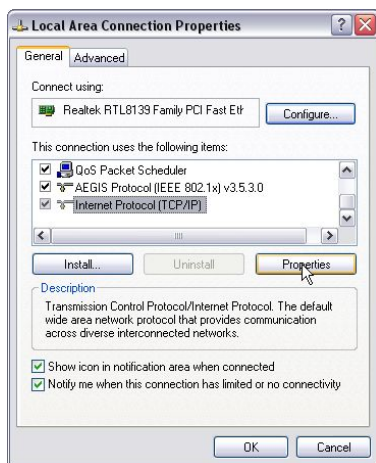 Local Area Connection Properties
General
Advanced
Connect using:
Realtek RTL8139 Family PCI Fast Eth
Configure...
This connection uses the following items:
QoS Packet Scheduler
AEGIS Protocol (IEEE 802.1x) v3.5.3.0
Internet Protocol (TCP/IP)
Install...
Uninstall
Properties
Description
Transmission Control Protocol/Internet Protocol. The default
wide area network protocol that provides communication
across diverse interconnected networks.
Show icon in notification area when connected
Notify me when this connection has limited or no connectivity
OK
Cancel